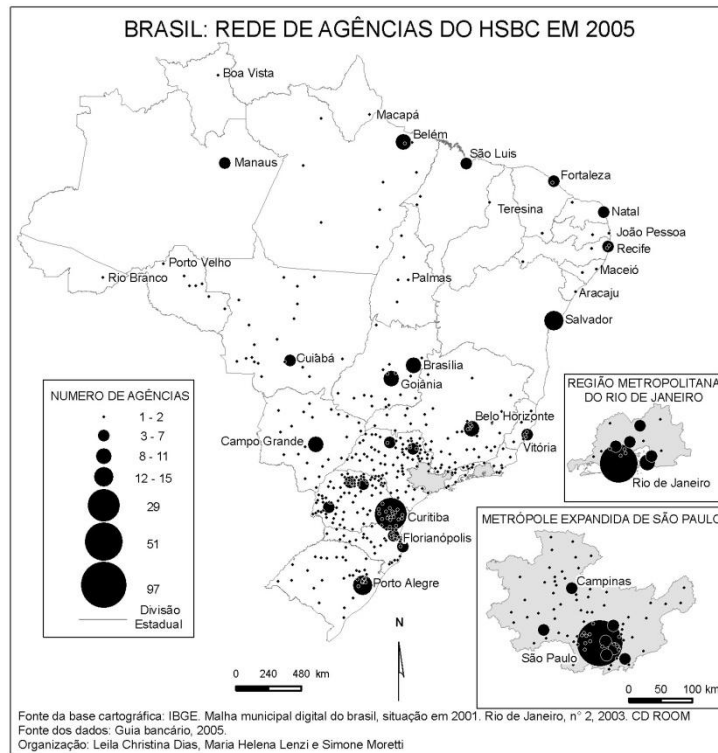 BRASIL: REDE DE AGÊNCIAS DO HSBC EM 2005
Boa Vista
Macapá
Belém
São Luis
Manaus
Fortaleza
Teresina
Natal
João Pessoa
Recife
Porto Velho
Maceió
Rio Branco
Palmas
Aracaju
Salvador
Cuiabá
Brasília
Goiânia
NUMERO DE AGÊNCIAS
1 - 2
3 - 7
8 - 11
12 - 15
29
51
97
Divisão
Estadual
Belo Horizonte
Campo Grande
Vitória
Curitiba
Florianópolis
Porto Alegre
REGIÃO METROPOLITANA
DO RIO DE JANEIRO
Rio de Janeiro
METRÓPOLE EXPANDIDA DE SÃO PAULO
Campinas
São Paulo
0 50 100 km
N
0 240 480 km
Fonte da base cartográfica: IBGE. Malha municipal digital do brasil, situação em 2001. Rio de Janeiro, n° 2, 2003. CD ROOM
Fonte dos dados: Guia bancário, 2005.
Organização: Leila Christina Dias, Maria Helena Lenzi e Simone Moretti